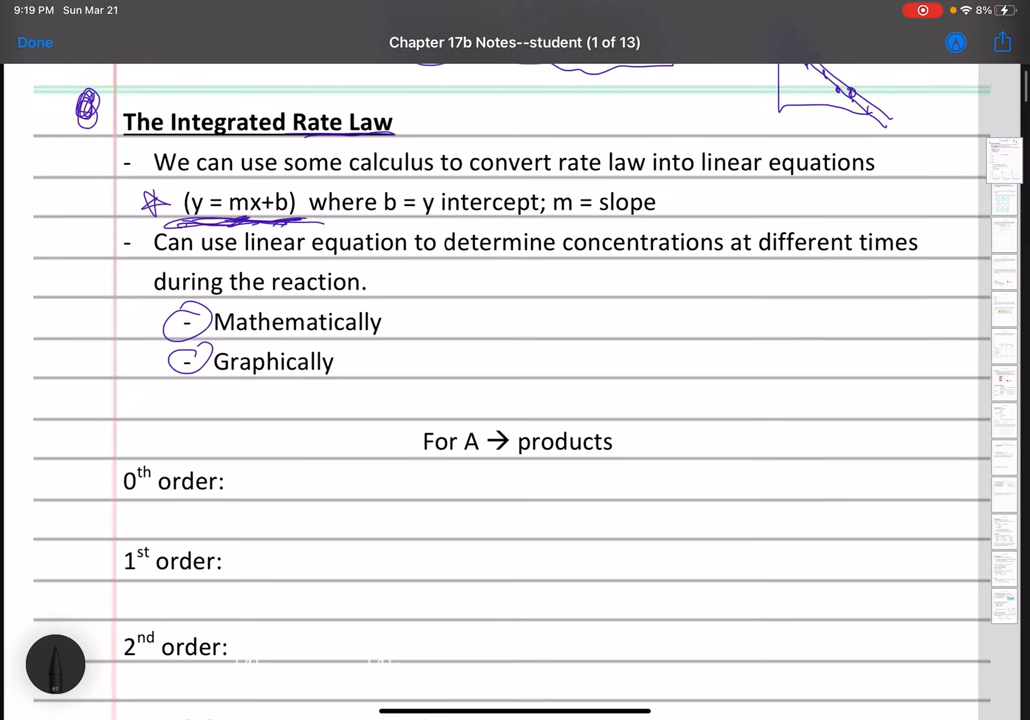 9:19 PM Sun Mar 21
8%
Done
Chapter 17b Notes--student (1 of 13)
The Integrated Rate Law
- We can use some calculus to convert rate law into linear equations
(y = mx+b) where b = y intercept; m = slope
- Can use linear equation to determine concentrations at different times
during the reaction.
- Mathematically
- Graphically
For A → products
0th order:
1st order:
2nd order: